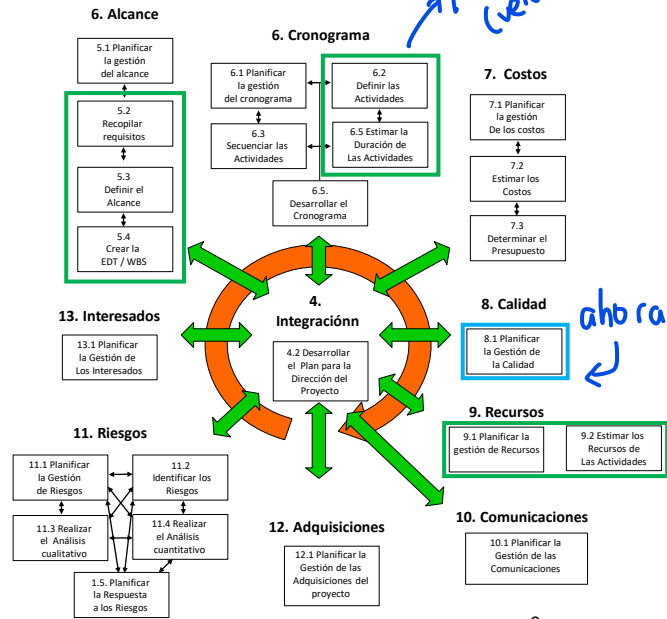 6. Alcance
5.1 Planificar
la gestión
del alcance
5.2
Recopilar
requisitos
5.3
Definir el
Alcance
5.4
Crear la
EDT / WBS
6. Cronograma
6.1 Planificar
la gestión
del cronograma
6.2
Definir las
Actividades
6.3
Secuenciar las
Actividades
6.5 Estimar la
Duración de
Las Actividades
6.5.
Desarrollar el
Cronograma
7. Costos
7.1 Planificar
la gestión
De los costos
7.2
Estimar los
Costos
7.3
Determinar el
Presupuesto
13. Interesados
13.1 Planificar
la Gestión de
Los Interesados
4.
Integraciónn
4.2 Desarrollar
el Plan para la
Dirección del
Proyecto
8. Calidad
8.1 Planificar
la Gestión de
la Calidad
ahora
9. Recursos
9.1 Planificar la
gestión de Recursos
9.2 Estimar los
Recursos de
Las Actividades
11. Riesgos
11.1 Planificar
la Gestión
de Riesgos
11.2
Identificar los
Riesgos
11.3 Realizar
el Análisis
cualitativo
11.4 Realizar
el Análisis
cuantitativo
1.5. Planificar
la Respuesta
a los Riesgos
12. Adquisiciones
12.1 Planificar la
Gestión de las
Adquisiciones del
proyecto
10. Comunicaciones
10.1 Planificar la
Gestión de las
Comunicaciones